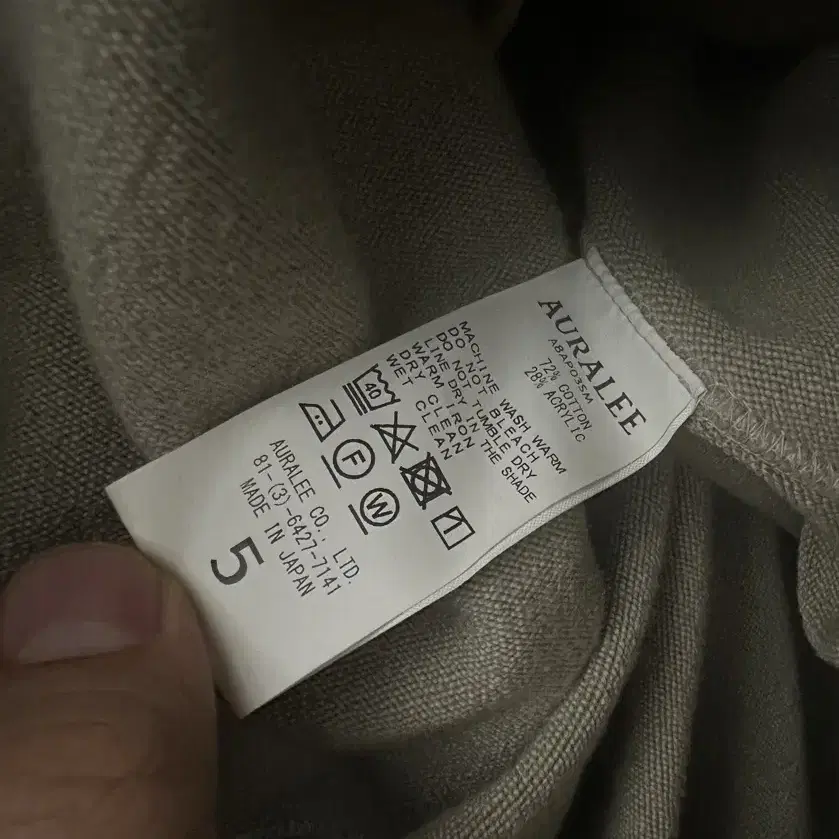 AURALEE
A8AP03SM
72% COTTON
28% ACRYLIC
MACHINE WASH WARM
DO NOT BLEACH
DO NOT TUMBLE DRY
LINE DRY IN THE SHADE
WARM IRON
DRY CLEAN
WET CLEAN
40
F
W
AURALEE CO., LTD.
81-(3)-6427-7141
MADE IN JAPAN
5